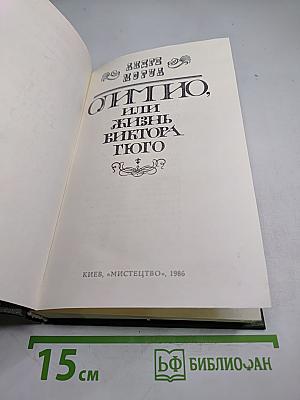 АНДРЕ
МОРУА
ОЛИМПИО,
ИЛИ
ЖИЗНЬ
ВИКТОРА
ГЮГО
КИЕВ, «МИСТЕЦТВО», 1986
15 см
БФ БИБЛИОФАН